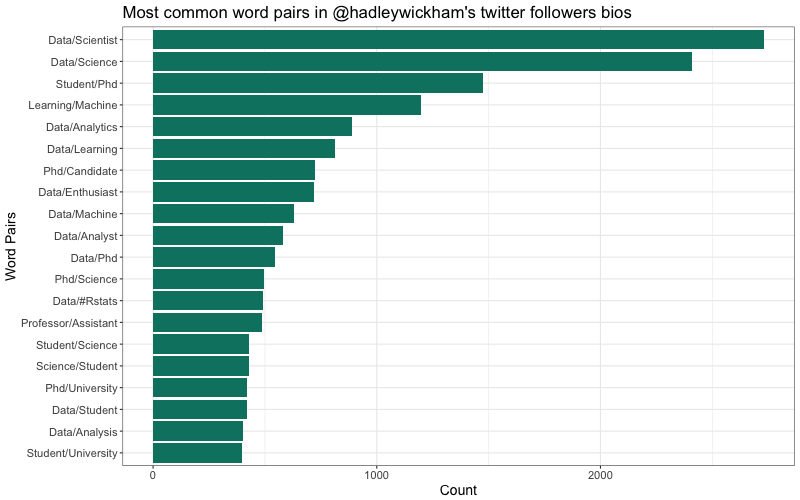 Most common word pairs in @hadleywickham's twitter followers bios
Word Pairs
Data/Scientist
Data/Science
Student/Phd
Learning/Machine
Data/Analytics
Data/Learning
Phd/Candidate
Data/Enthusiast
Data/Machine
Data/Analyst
Data/Phd
Phd/Science
Data/#Rstats
Professor/Assistant
Student/Science
Science/Student
Phd/University
Data/Student
Data/Analysis
Student/University
0 1000 2000
Count